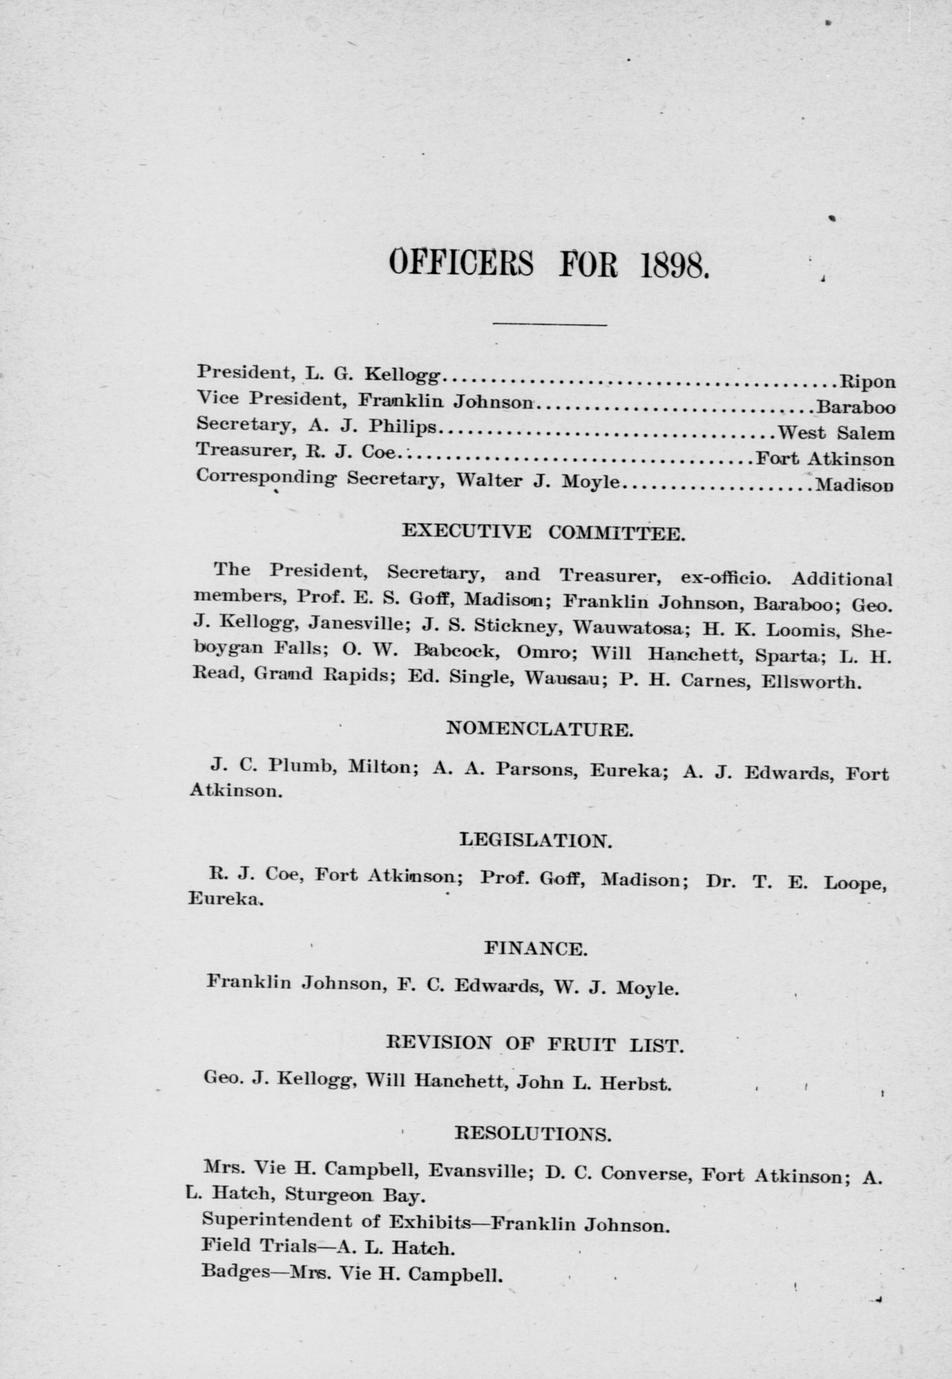 OFFICERS FOR 1898.
President, L. G. Kellogg..........................................Ripon
Vice President, Franklin Johnson..............................Baraboo
Secretary, A. J. Philips....................................West Salem
Treasurer, R. J. Coe......................................Fort Atkinson
Corresponding Secretary, Walter J. Moyle....................Madison
EXECUTIVE COMMITTEE.
The President, Secretary, and Treasurer, ex-officio. Additional
members, Prof. E. S. Goff, Madison; Franklin Johnson, Baraboo; Geo.
J. Kellogg, Janesville; J. S. Stickney, Wauwatosa; H. K. Loomis, She-
boygan Falls; O. W. Babcock, Omro; Will Hanchett, Sparta; L. H.
Read, Grand Rapids; Ed. Single, Wausau; P. H. Carnes, Ellsworth.
NOMENCLATURE.
J. C. Plumb, Milton; A. A. Parsons, Eureka; A. J. Edwards, Fort
Atkinson.
LEGISLATION.
R. J. Coe, Fort Atkinson; Prof. Goff, Madison; Dr. T. E. Loope,
Eureka.
FINANCE.
Franklin Johnson, F. C. Edwards, W. J. Moyle.
REVISION OF FRUIT LIST.
Geo. J. Kellogg, Will Hanchett, John L. Herbst.
RESOLUTIONS.
Mrs. Vie H. Campbell, Evansville; D. C. Converse, Fort Atkinson; A.
L. Hatch, Sturgeon Bay.
Superintendent of Exhibits—Franklin Johnson.
Field Trials—A. L. Hatch.
Badges—Mrs. Vie H. Campbell.